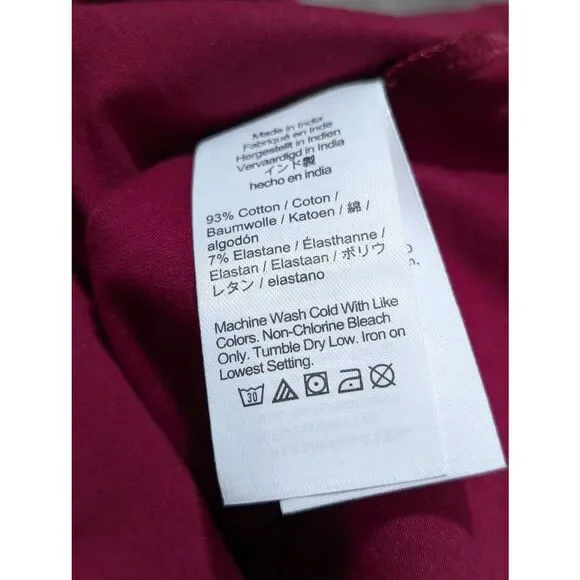 Made in India
Fabriqué en Inde
Hergestellt in Indien
Vervaardigd in India
インド製
hecho en india
93% Cotton / Coton /
Baumwolle / Katoen / 綿 /
algodón
7% Elastane / Élasthanne /
Elastan / Elastaan / ポリウ
レタン / elastano
Machine Wash Cold With Like
Colors. Non-Chlorine Bleach
Only. Tumble Dry Low. Iron on
Lowest Setting.
30